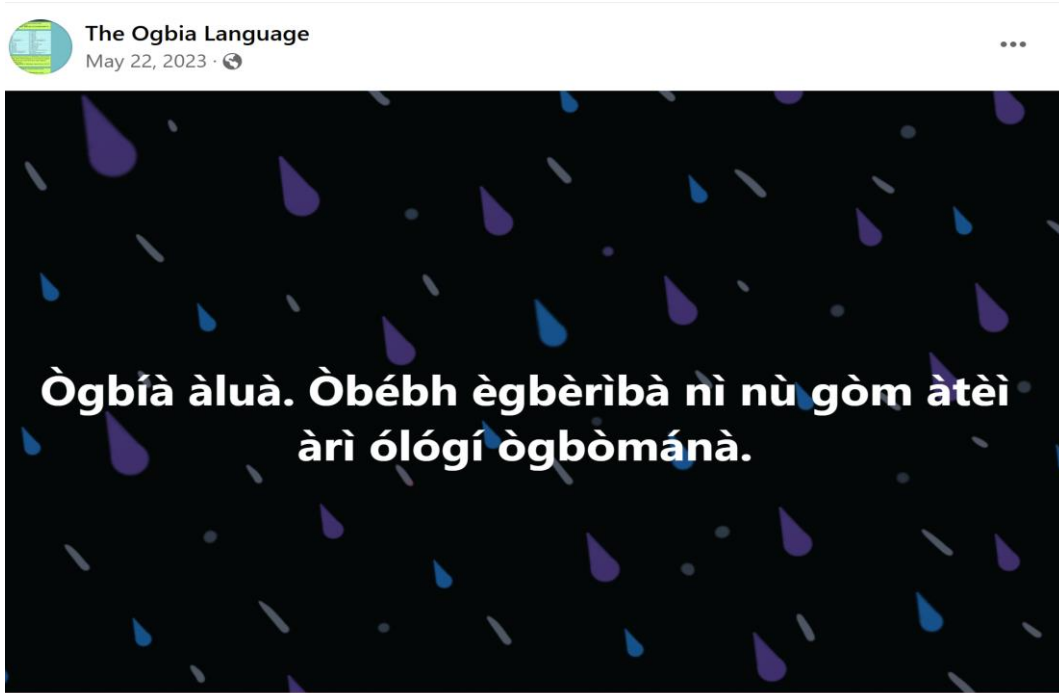 The Ogbia Language
May 22, 2023 ·
Ògbíà àluà. Òbébh ègbèrìbà nì nù gòm àtèì
àrì ólógí ògbòmánà.